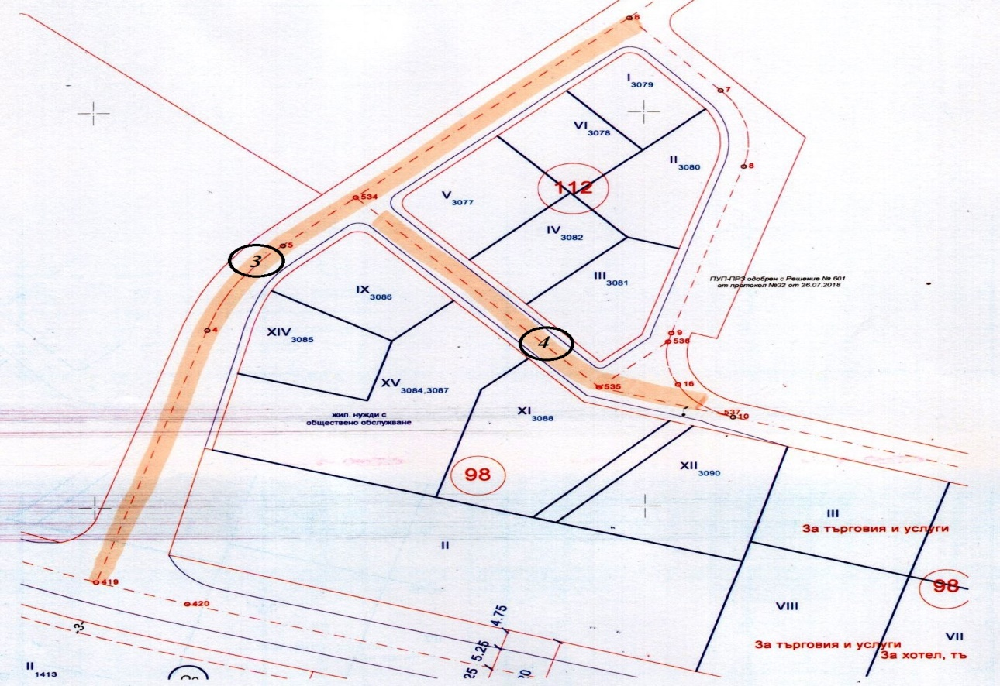 6
I 3079
7
VI 3078
II 3080
8
112
V 3077
534
IV 3082
5
3
III 3081
ПУП-ПРЗ одобрен с Решение № 601
от протокол №32 от 26.07.2018
IX 3086
4
XIV 3085
4
9
536
XV 3084,3087
535
16
жил. нужди с
обществено обслужване
XI 3088
537
10
98
XII 3090
III
За търговия и услуги
II
419
420
98
VIII
4.75
3
VII
За търговия и услуги
За хотел, тъ
5.25
II 1413
25
20